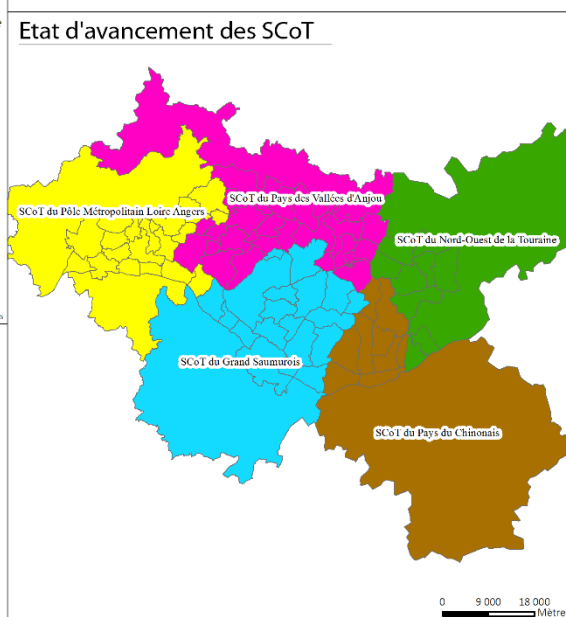 Etat d'avancement des SCoT
SCoT du Pays des Vallées d'Anjou
SCoT du Pôle Métropolitain Loire Angers
SCoT du Nord-Ouest de la Touraine
SCoT du Grand Saumurois
SCoT du Pays du Chinonais
0 9 000 18 000
Mètre